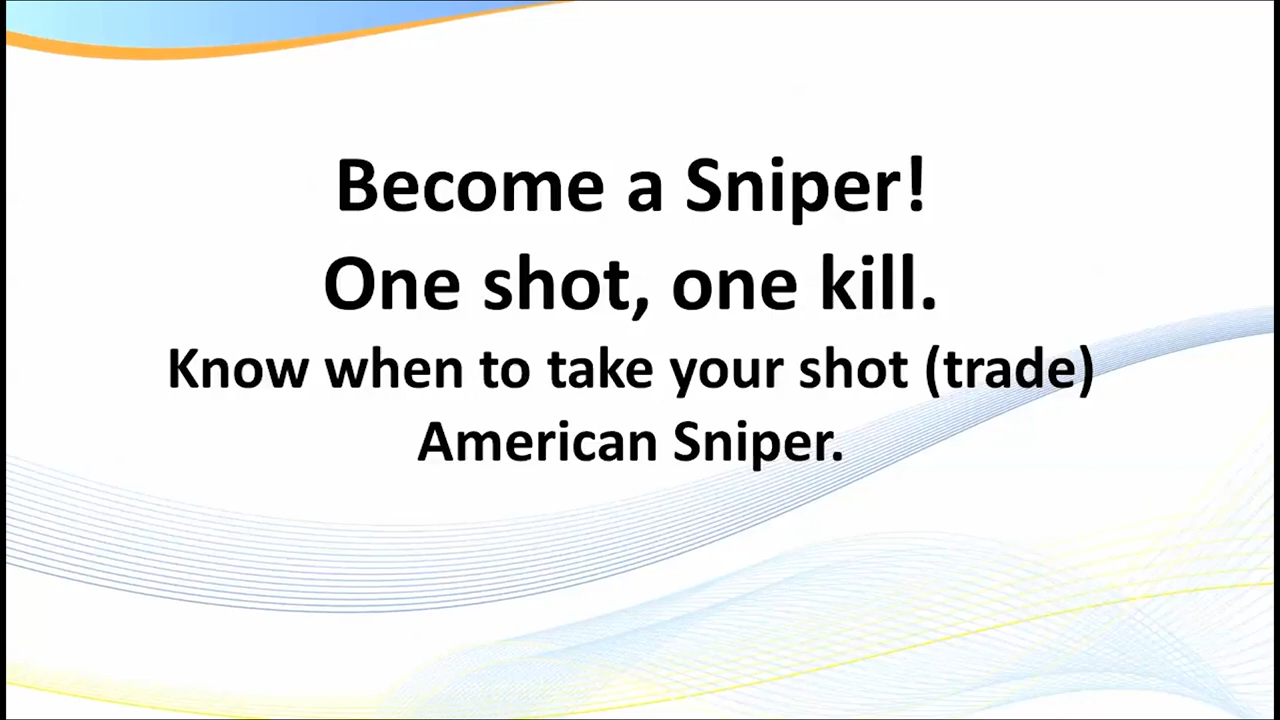 Become a Sniper!
One shot, one kill.
Know when to take your shot (trade)
American Sniper.